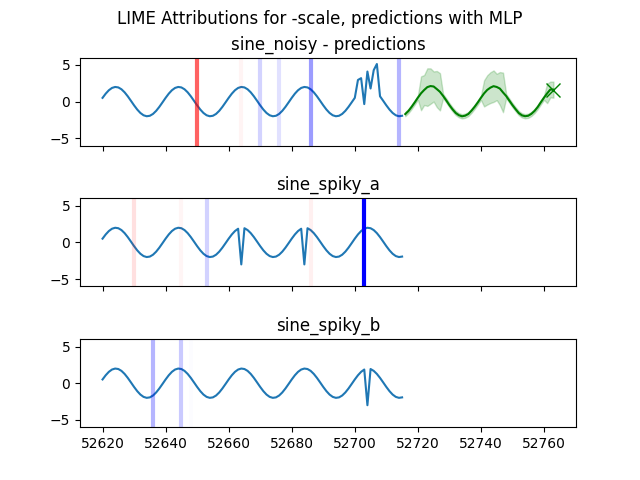 LIME Attributions for -scale, predictions with MLP
sine_noisy - predictions
5
0
−5
sine_spiky_a
5
0
−5
sine_spiky_b
5
0
−5
52620 52640 52660 52680 52700 52720 52740 52760